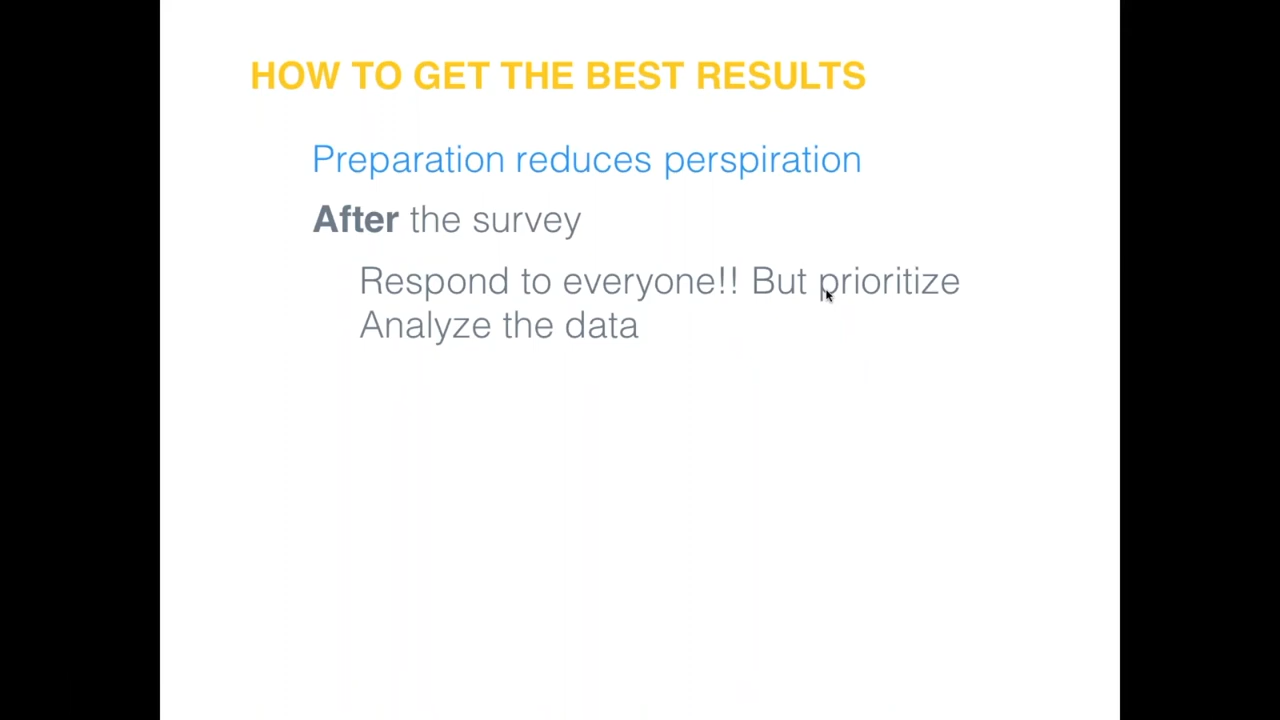 HOW TO GET THE BEST RESULTS
Preparation reduces perspiration
After the survey
Respond to everyone!! But prioritize
Analyze the data